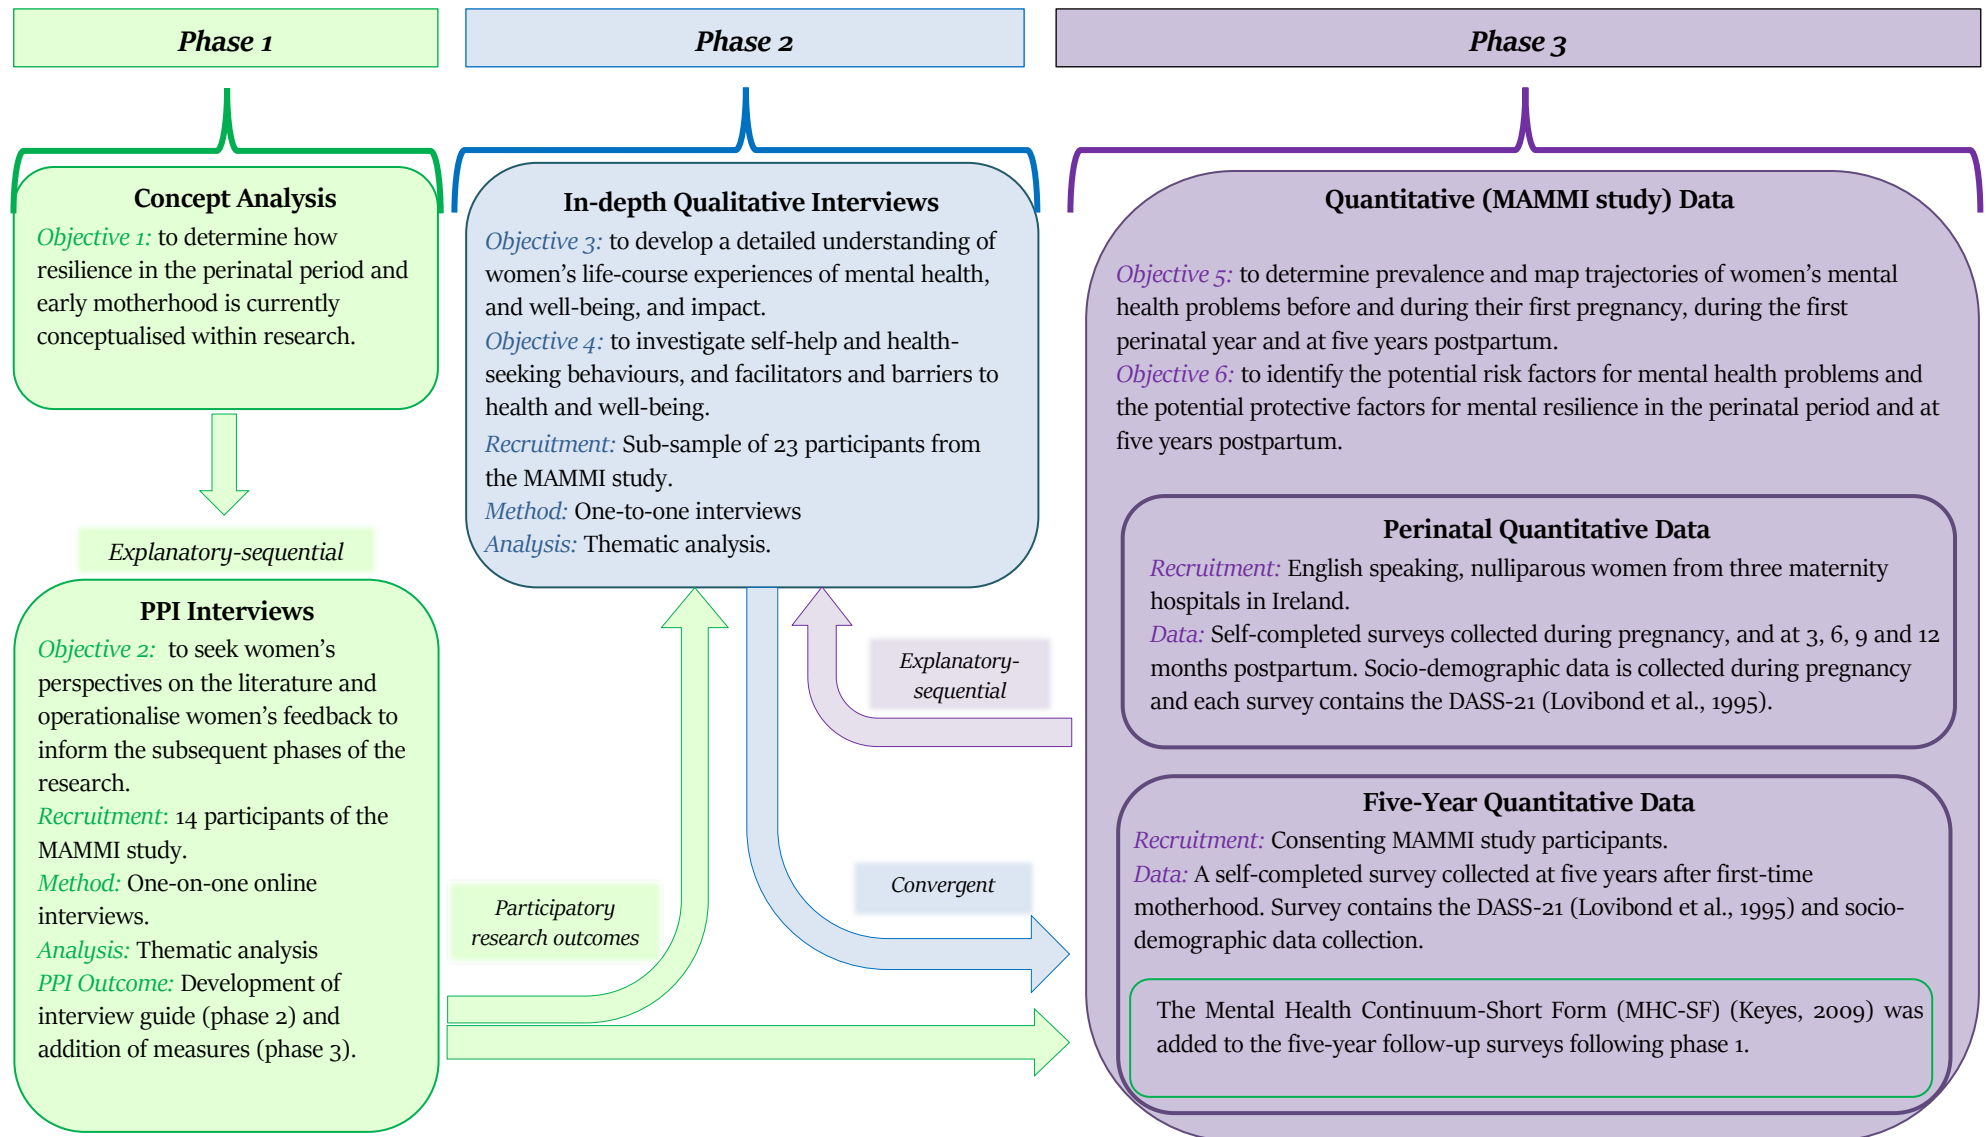 Phase 1
Concept Analysis
Objective 1: to determine how
resilience in the perinatal period and
early motherhood is currently
conceptualised within research.
Explanatory-sequential
PPI Interviews
Objective 2:  to seek women's
perspectives on the literature and
operationalise women's feedback to
inform the subsequent phases of the
research.
Recruitment: 14 participants of the
MAMMI study.
Method: One-on-one online
interviews.
Analysis: Thematic analysis
PPI Outcome: Development of
interview guide (phase 2) and
addition of measures (phase 3).
Participatory
research outcomes
Phase 2
In-depth Qualitative Interviews
Objective 3: to develop a detailed understanding of
women's life-course experiences of mental health,
and well-being, and impact.
Objective 4: to investigate self-help and health-
seeking behaviours, and facilitators and barriers to
health and well-being.
Recruitment: Sub-sample of 23 participants from
the MAMMI study.
Method: One-to-one interviews
Analysis: Thematic analysis.
Explanatory-
sequential
Convergent
Phase 3
Quantitative (MAMMI study) Data
Objective 5: to determine prevalence and map trajectories of women's mental
health problems before and during their first pregnancy, during the first
perinatal year and at five years postpartum.
Objective 6: to identify the potential risk factors for mental health problems and
the potential protective factors for mental resilience in the perinatal period and at
five years postpartum.
Perinatal Quantitative Data
Recruitment: English speaking, nulliparous women from three maternity
hospitals in Ireland.
Data: Self-completed surveys collected during pregnancy, and at 3, 6, 9 and 12
months postpartum. Socio-demographic data is collected during pregnancy
and each survey contains the DASS-21 (Lovibond et al., 1995).
Five-Year Quantitative Data
Recruitment: Consenting MAMMI study participants.
Data: A self-completed survey collected at five years after first-time
motherhood. Survey contains the DASS-21 (Lovibond et al., 1995) and socio-
demographic data collection.
The Mental Health Continuum-Short Form (MHC-SF) (Keyes, 2009) was
added to the five-year follow-up surveys following phase 1.